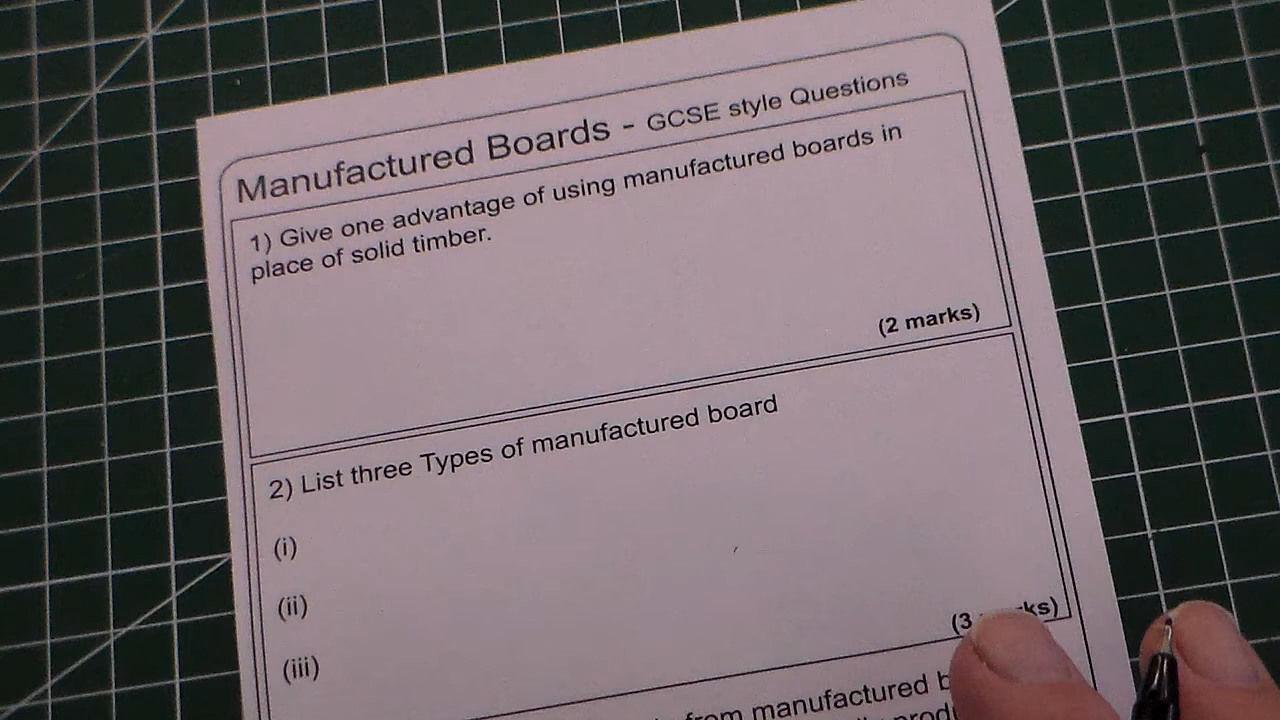 Manufactured Boards - GCSE style Questions
1) Give one advantage of using manufactured boards in
place of solid timber.
(2 marks)
2) List three Types of manufactured board
(i)
(ii)
(iii)
(3
from manufactured